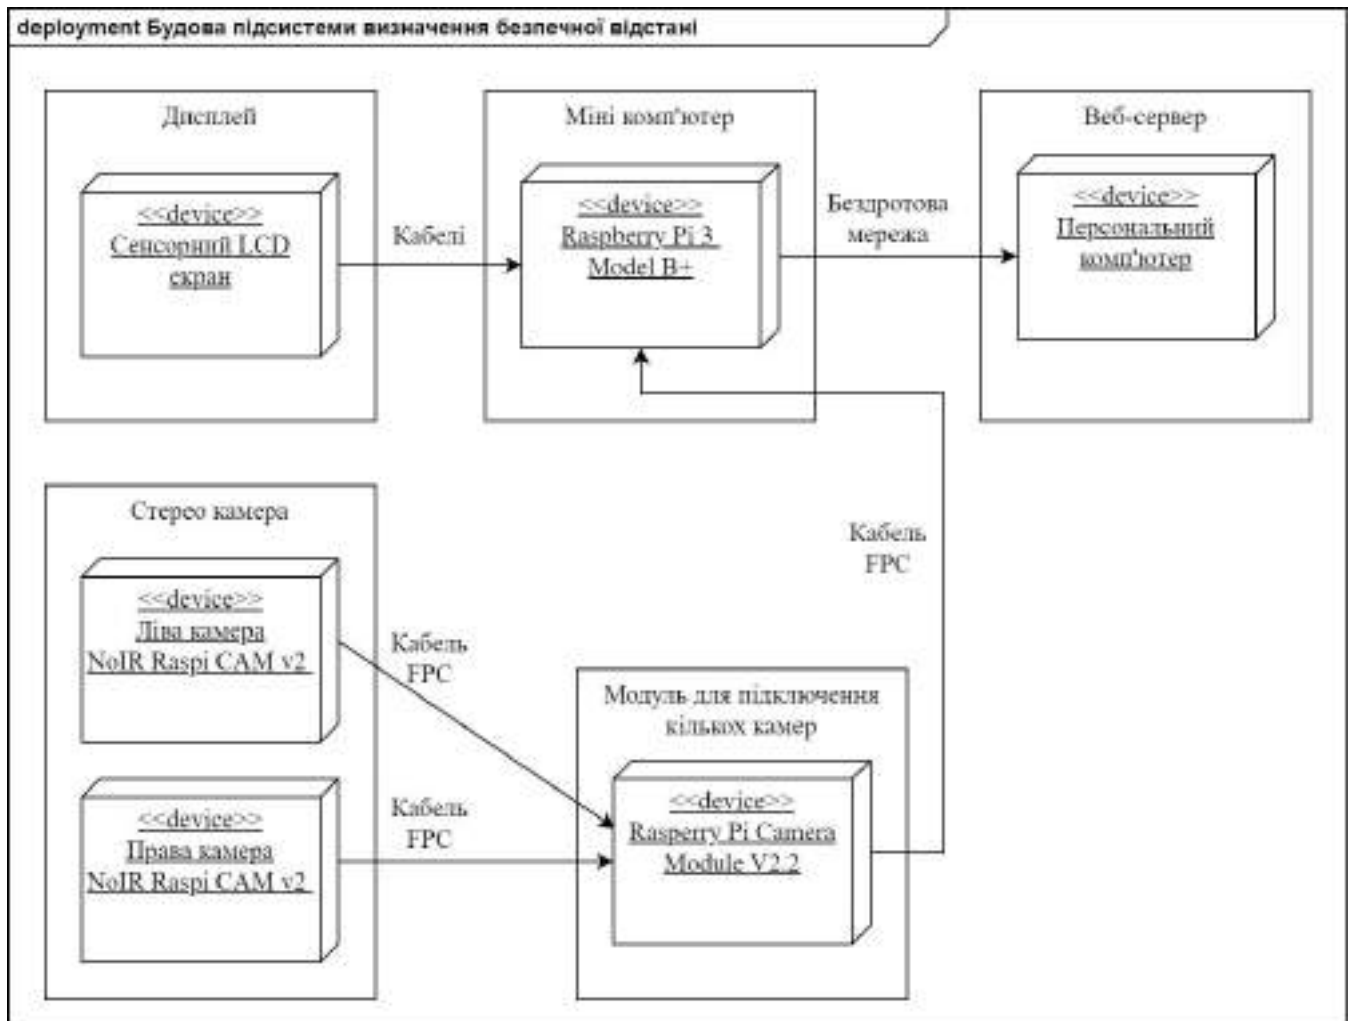 deployment Будова підсистеми визначення безпечної відстані
Дисплей
<<device>>
Сенсорний LCD
екран
Кабелі
Міні комп'ютер
<<device>>
Raspberry Pi 3
Model B+
Бездротова
мережа
Веб-сервер
<<device>>
Персональний
комп'ютер
Стерео камера
<<device>>
Ліва камера
NoIR Raspi CAM v2
Кабель
FPC
<<device>>
Права камера
NoIR Raspi CAM v2
Кабель
FPC
Модуль для підключення
кількох камер
<<device>>
Rasperry Pi Camera
Module V2.2
Кабель
FPC